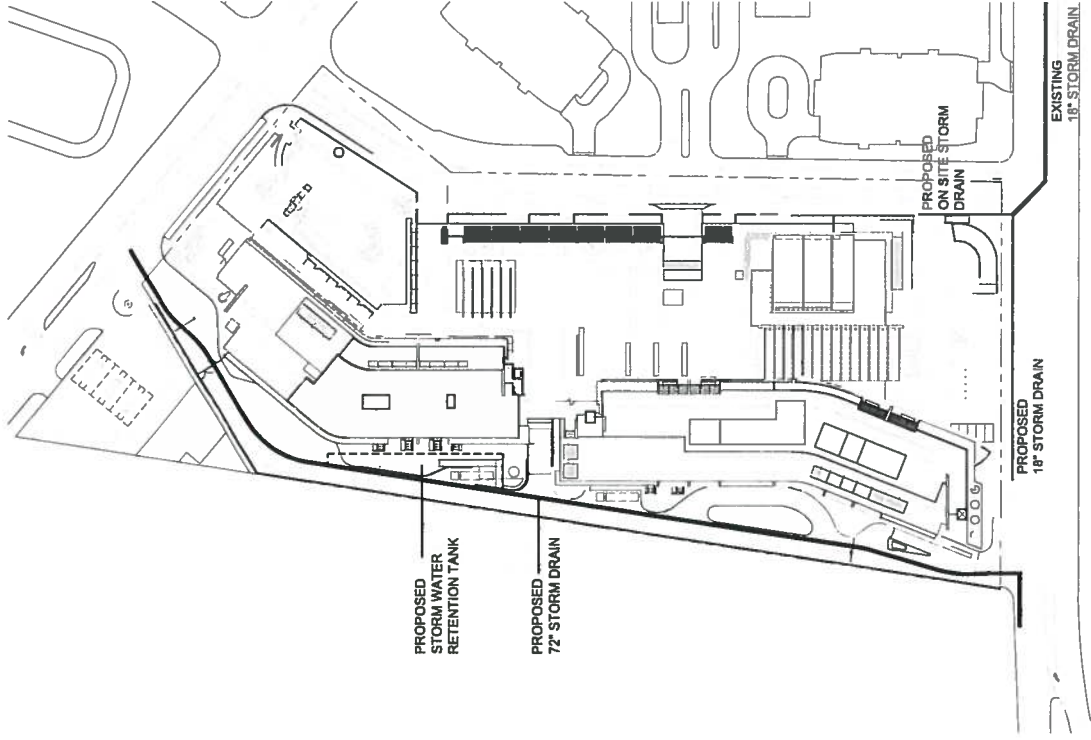 EXISTING
18" STORM DRAIN
PROPOSED
ON SITE STORM
DRAIN
PROPOSED
18" STORM DRAIN
PROPOSED
STORM WATER
RETENTION TANK
PROPOSED
72" STORM DRAIN